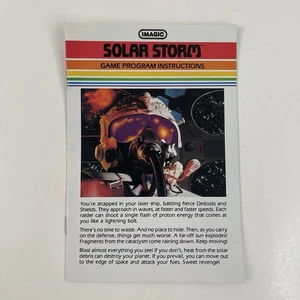 IMAGIC
SOLAR STORM™
GAME PROGRAM INSTRUCTIONS
You're strapped in your laser ship, battling fierce Deltoids and
Shields. They approach in waves, at faster and faster speeds. Each
raider can shoot a single flash of proton energy that comes at
you like a lightning bolt.
There's no time to waste. And no place to hide. Then, as you carry
on the defense, things get much worse. A far-off sun explodes!
Fragments from the cataclysm come raining down. Keep moving!
Blast almost everything you see if you don't, heat from the solar
debris can destroy your planet. If you prevail, you can move out
to the edge of space and attack your foes. Sweet revenge!